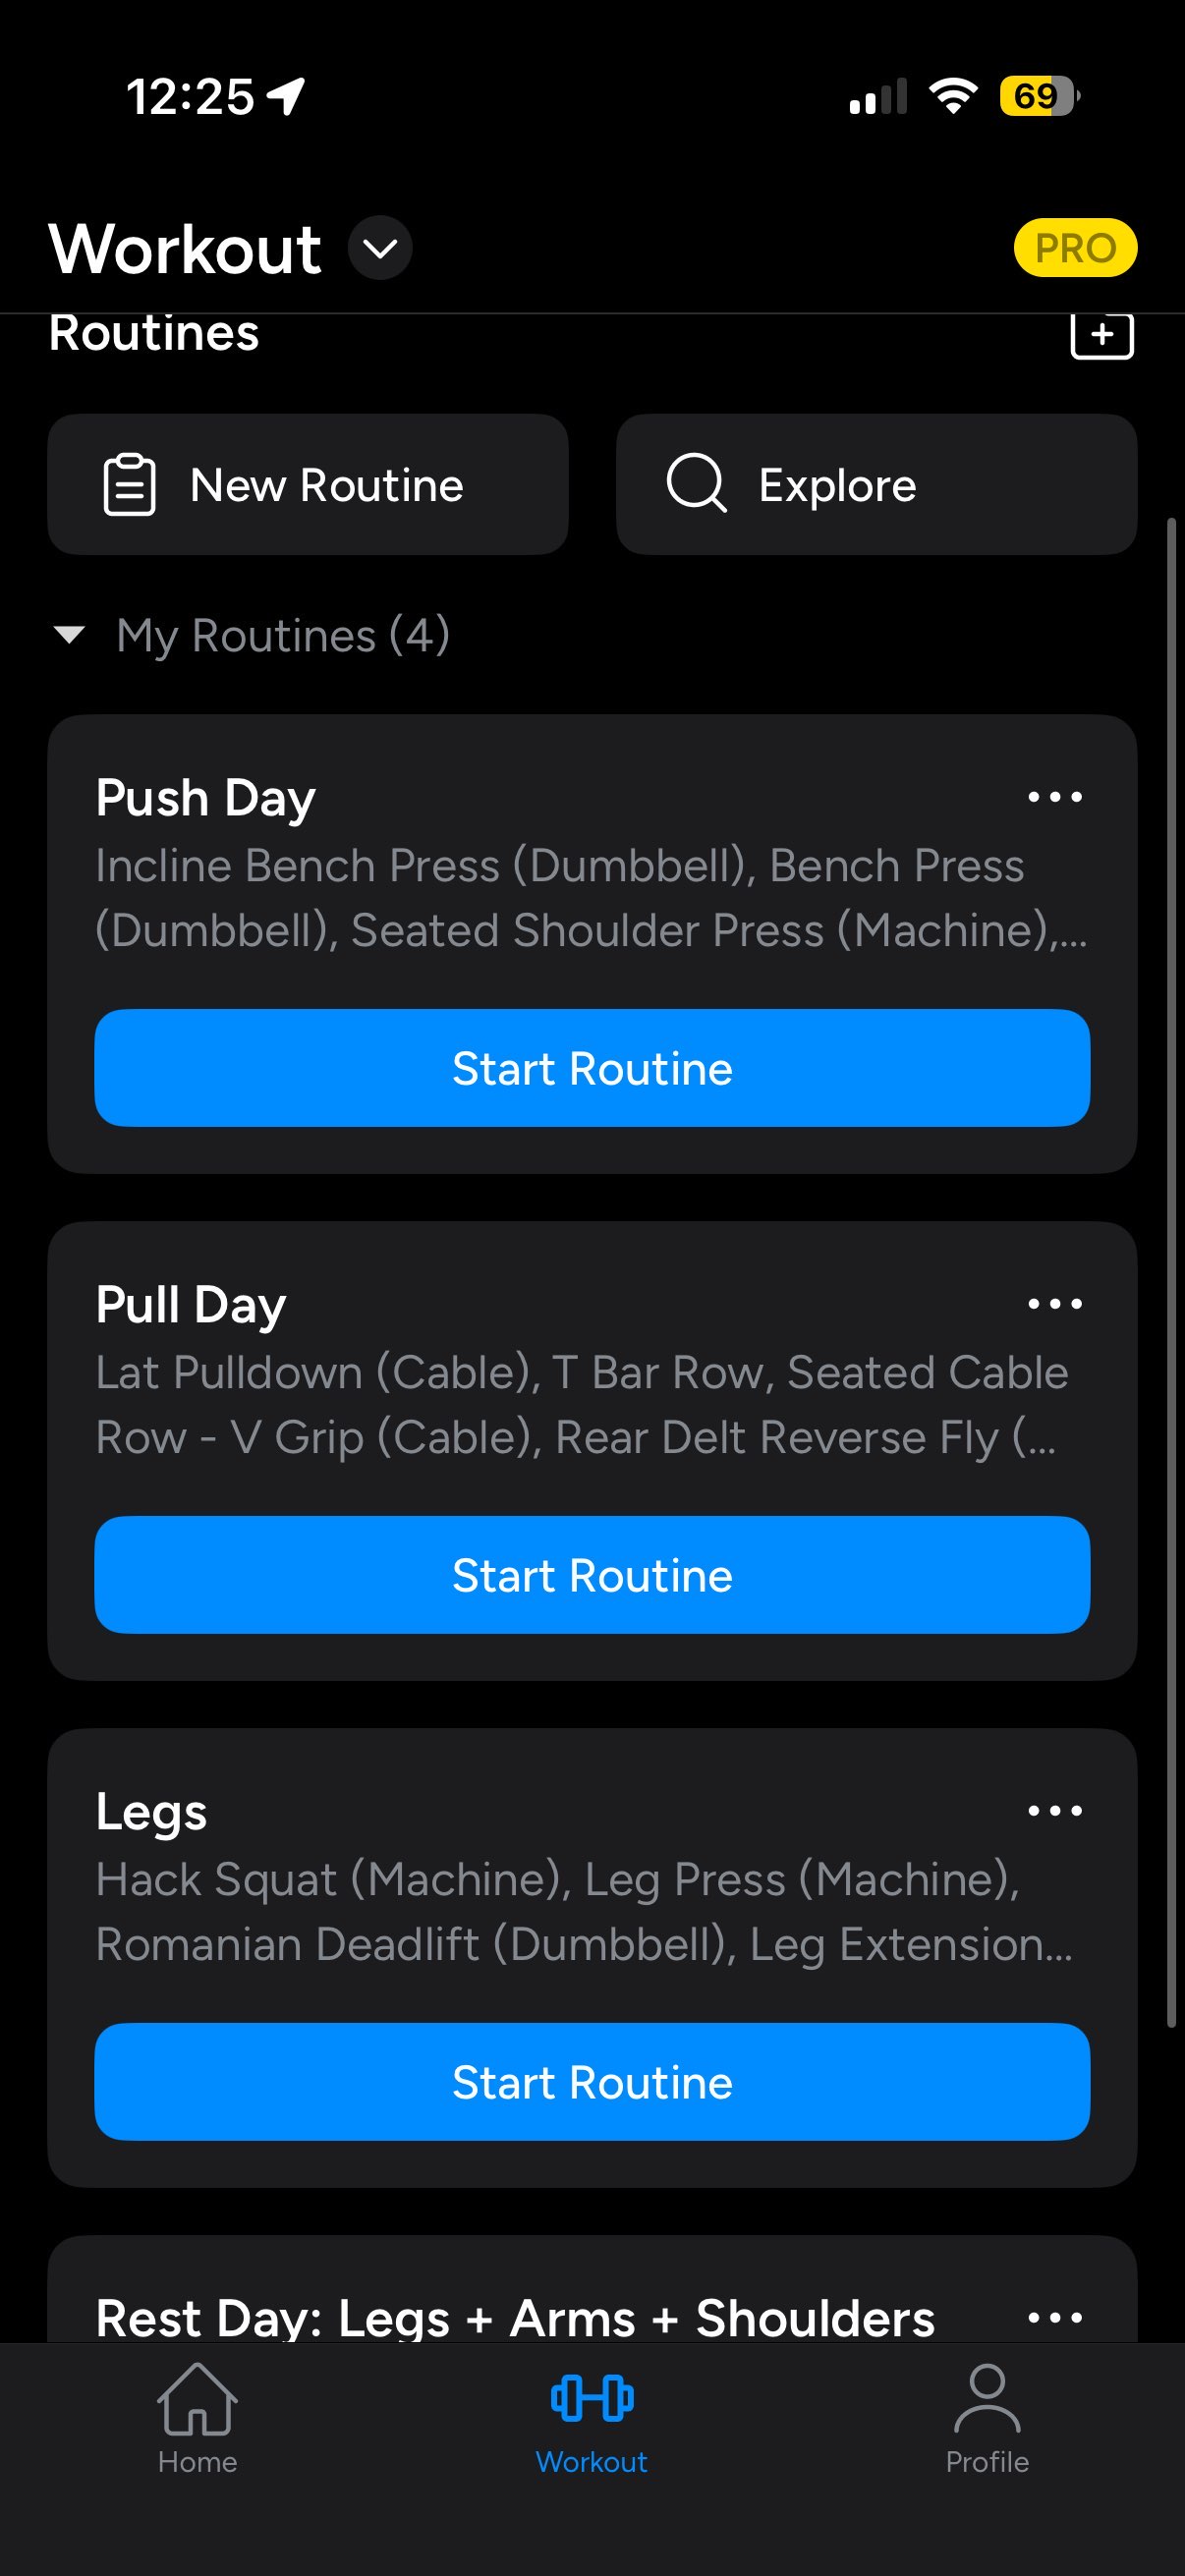 12:25
69
Workout
PRO
Routines
New Routine
Explore
My Routines (4)
Push Day
Incline Bench Press (Dumbbell), Bench Press
(Dumbbell), Seated Shoulder Press (Machine),...
Start Routine
Pull Day
Lat Pulldown (Cable), T Bar Row, Seated Cable
Row - V Grip (Cable), Rear Delt Reverse Fly (...
Start Routine
Legs
Hack Squat (Machine), Leg Press (Machine),
Romanian Deadlift (Dumbbell), Leg Extension...
Start Routine
Rest Day: Legs + Arms + Shoulders
Home
Workout
Profile